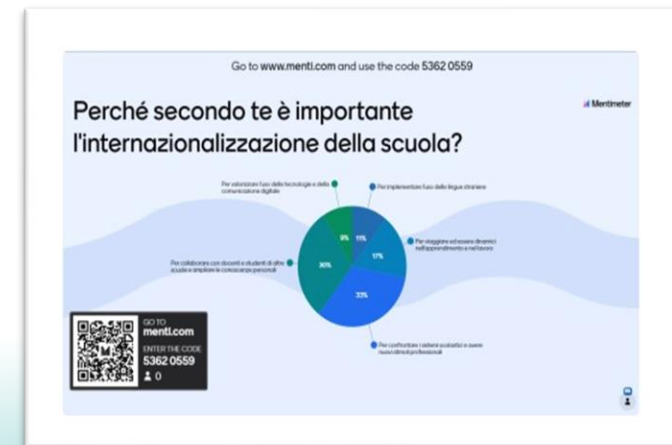 Go to www.menti.com and use the code 5362 0559
Perché secondo te è importante
l'internazionalizzazione della scuola?
Mentimeter
Per valorizzare l'uso delle tecnologie e della
comunicazione digitale
Per implementare l'uso delle lingue straniere
9%
11%
Per viaggiare ed essere dinamici
nell'apprendimento e nel lavoro
17%
Per collaborare con docenti e studenti di altre
scuole e ampliare le conoscenze personali
30%
33%
Per confrontare i sistemi scolastici e avere
nuovi stimoli professionali
GO TO
menti.com
ENTER THE CODE
5362 0559
0